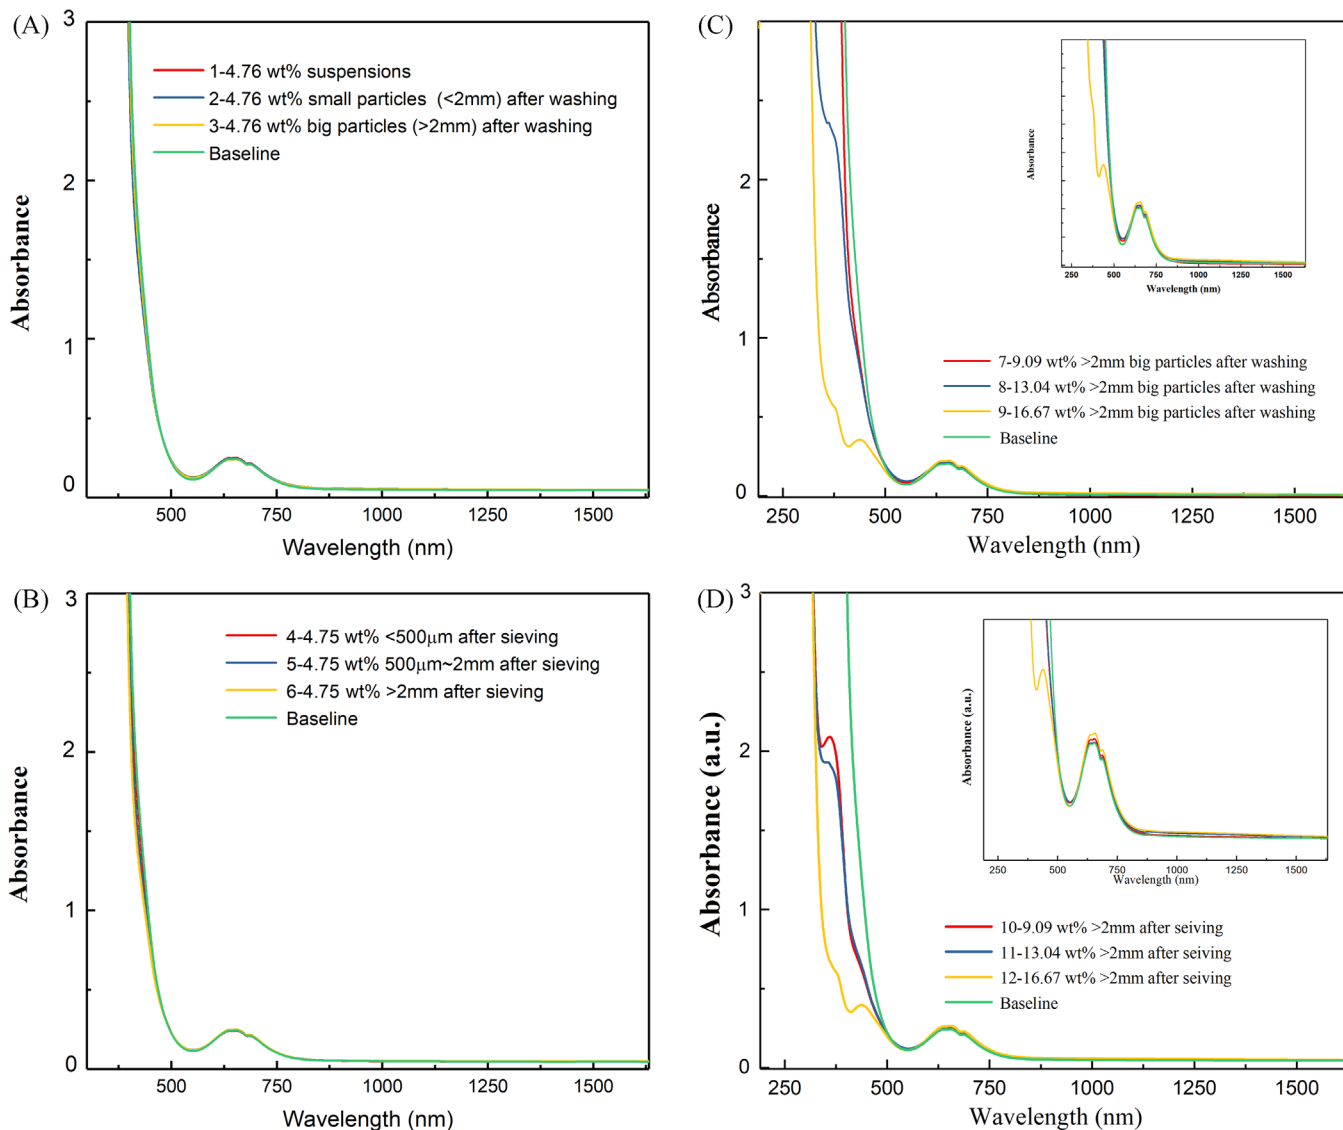 (A)
3
2
1
0
Absorbance
1-4.76 wt% suspensions
2-4.76 wt% small particles (<2mm) after washing
3-4.76 wt% big particles (>2mm) after washing
Baseline
500 750 1000 1250 1500
Wavelength (nm)
(C)
3
2
1
0
Absorbance
Absorbance
250 500 750 1000 1250 1500
Wavelength (nm)
7-9.09 wt% >2mm big particles after washing
8-13.04 wt% >2mm big particles after washing
9-16.67 wt% >2mm big particles after washing
Baseline
250 500 750 1000 1250 1500
Wavelength (nm)
(B)
3
2
1
0
Absorbance
4-4.75 wt% <500μm after sieving
5-4.75 wt% 500μm~2mm after sieving
6-4.75 wt% >2mm after sieving
Baseline
500 750 1000 1250 1500
Wavelength (nm)
(D)
3
2
1
0
Absorbance (a.u.)
Absorbance (a.u.)
250 500 750 1000 1250 1500
Wavelength (nm)
10-9.09 wt% >2mm after seiving
11-13.04 wt% >2mm after seiving
12-16.67 wt% >2mm after seiving
Baseline
250 500 750 1000 1250 1500
Wavelength (nm)